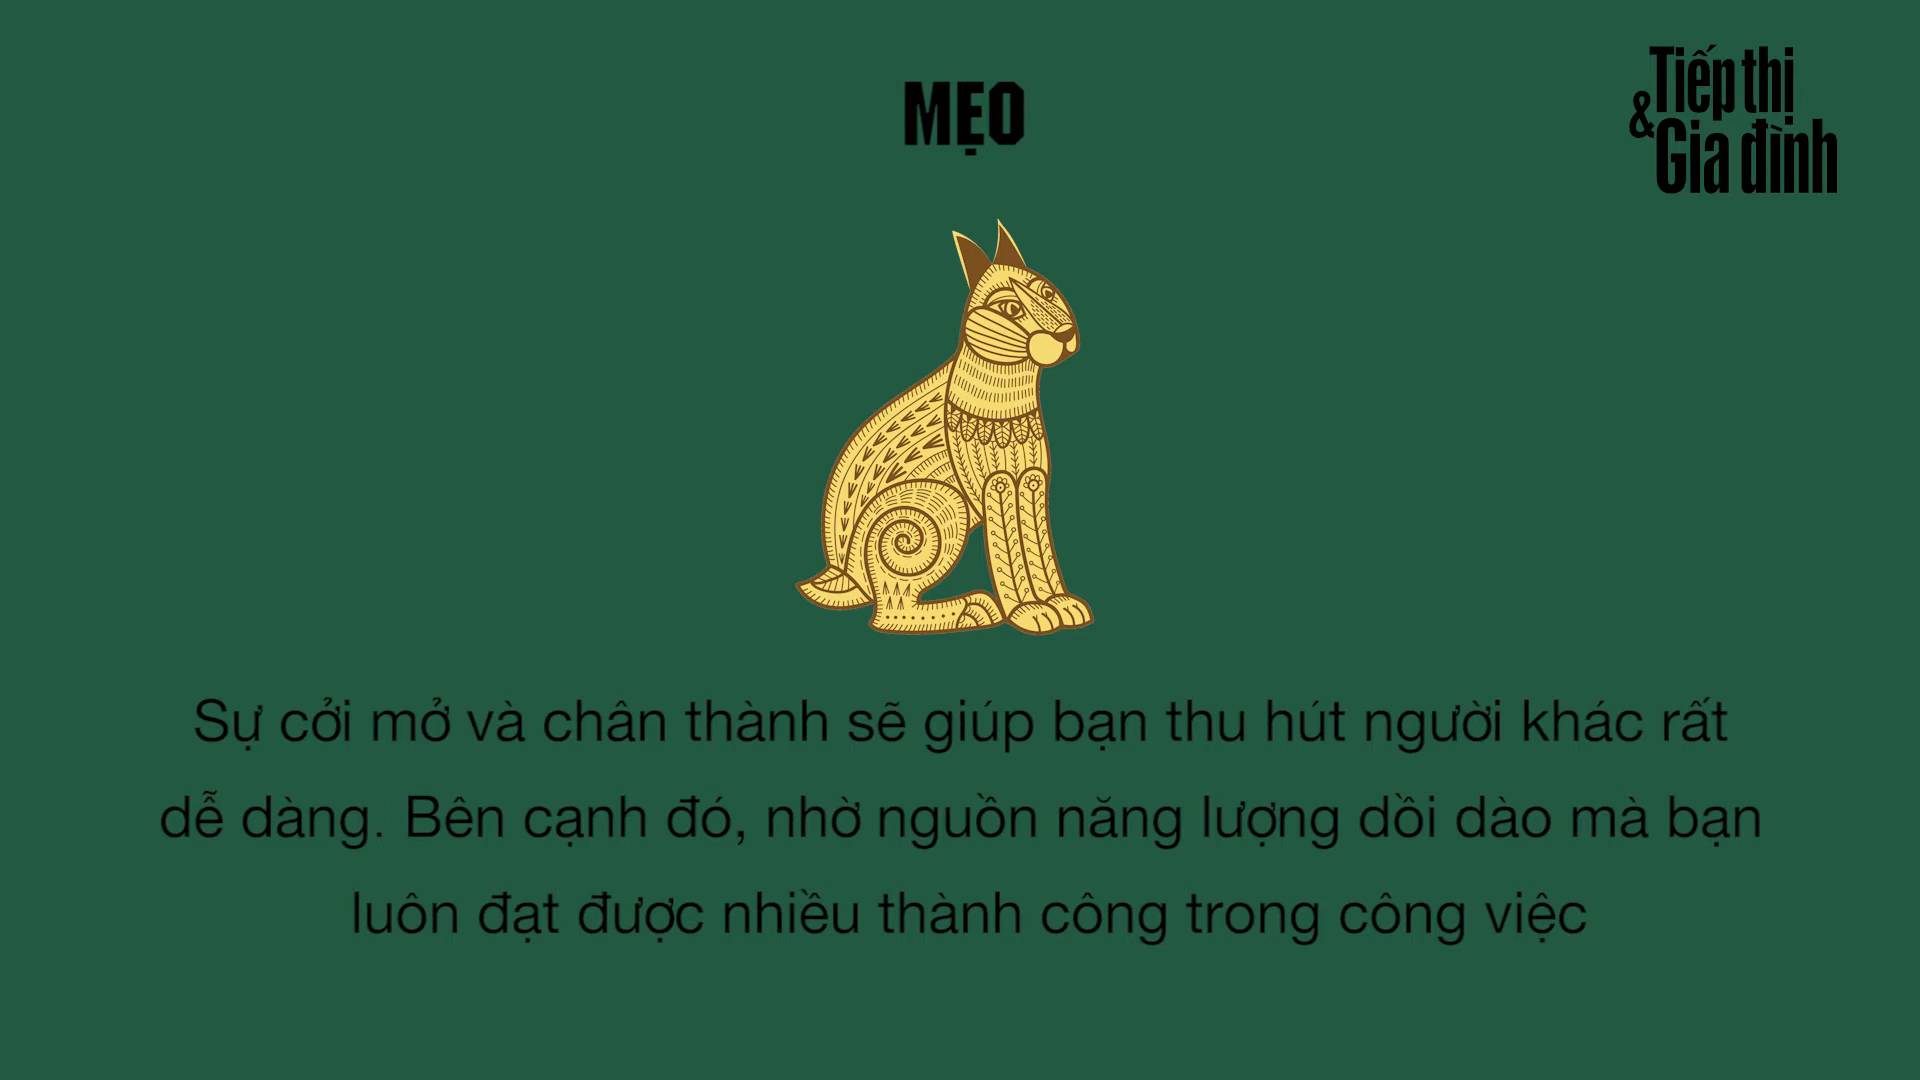 MẸO
Tiếp thị
& Gia đình
Sự cởi mở và chân thành sẽ giúp bạn thu hút người khác rất
dễ dàng. Bên cạnh đó, nhờ nguồn năng lượng dồi dào mà bạn
luôn đạt được nhiều thành công trong công việc